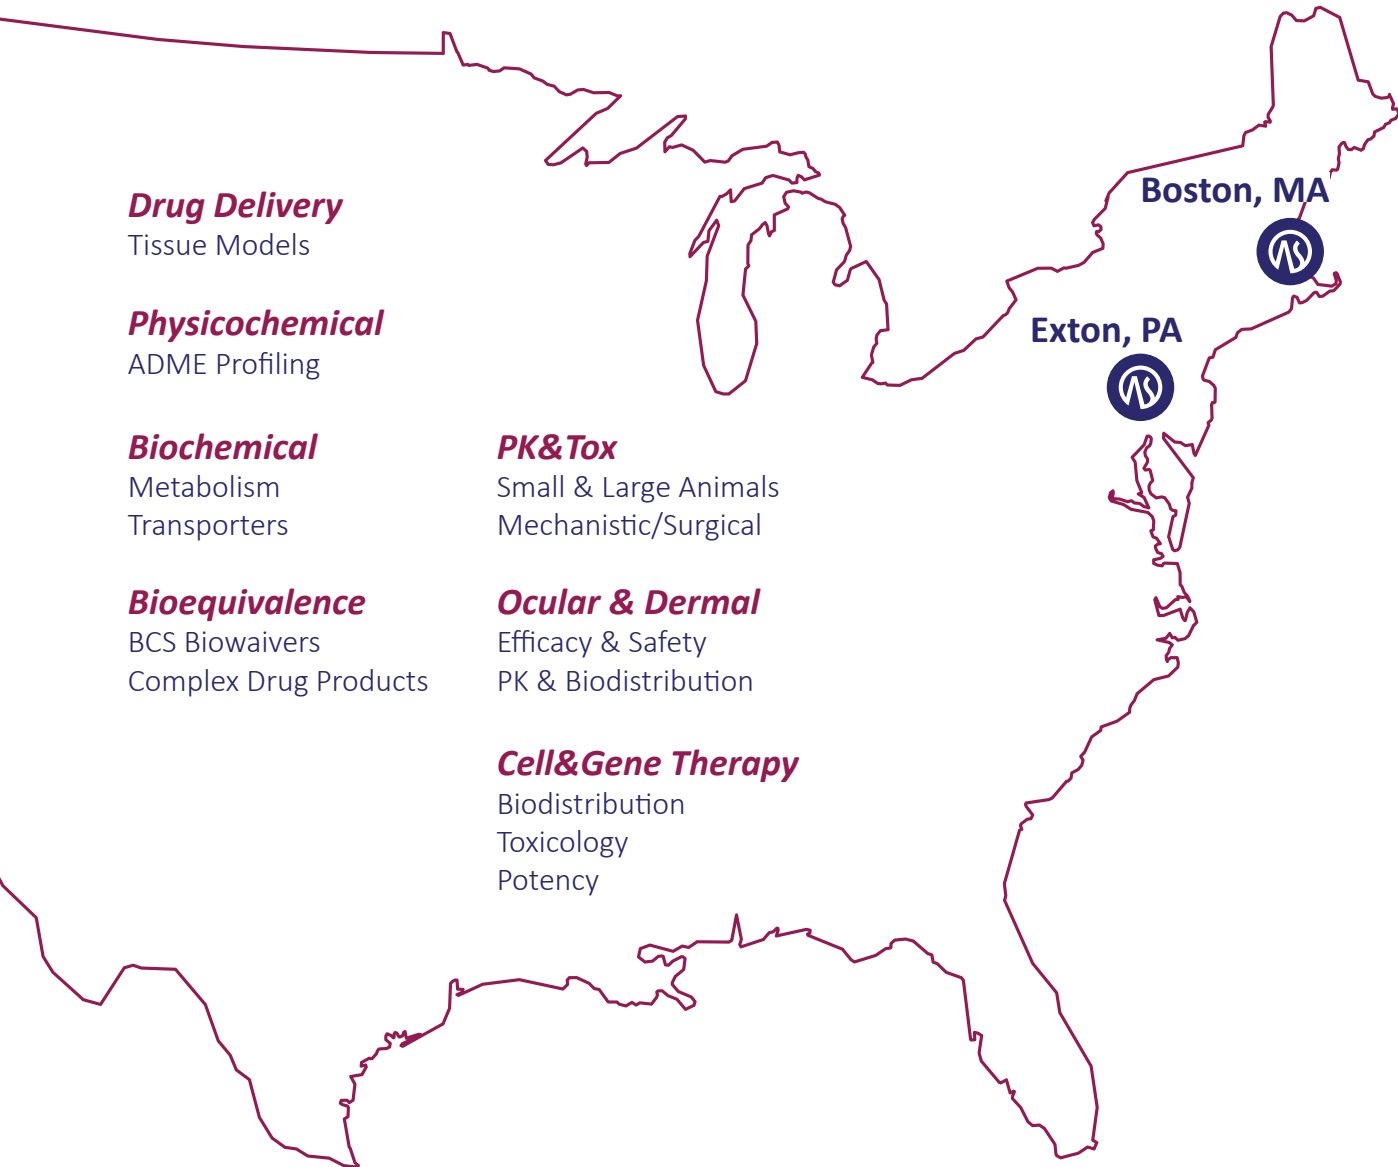 Boston, MA
Exton, PA
Drug Delivery
Tissue Models
Physicochemical
ADME Profiling
Biochemical
Metabolism
Transporters
Bioequivalence
BCS Biowaivers
Complex Drug Products
PK&Tox
Small & Large Animals
Mechanistic/Surgical
Ocular & Dermal
Efficacy & Safety
PK & Biodistribution
Cell&Gene Therapy
Biodistribution
Toxicology
Potency